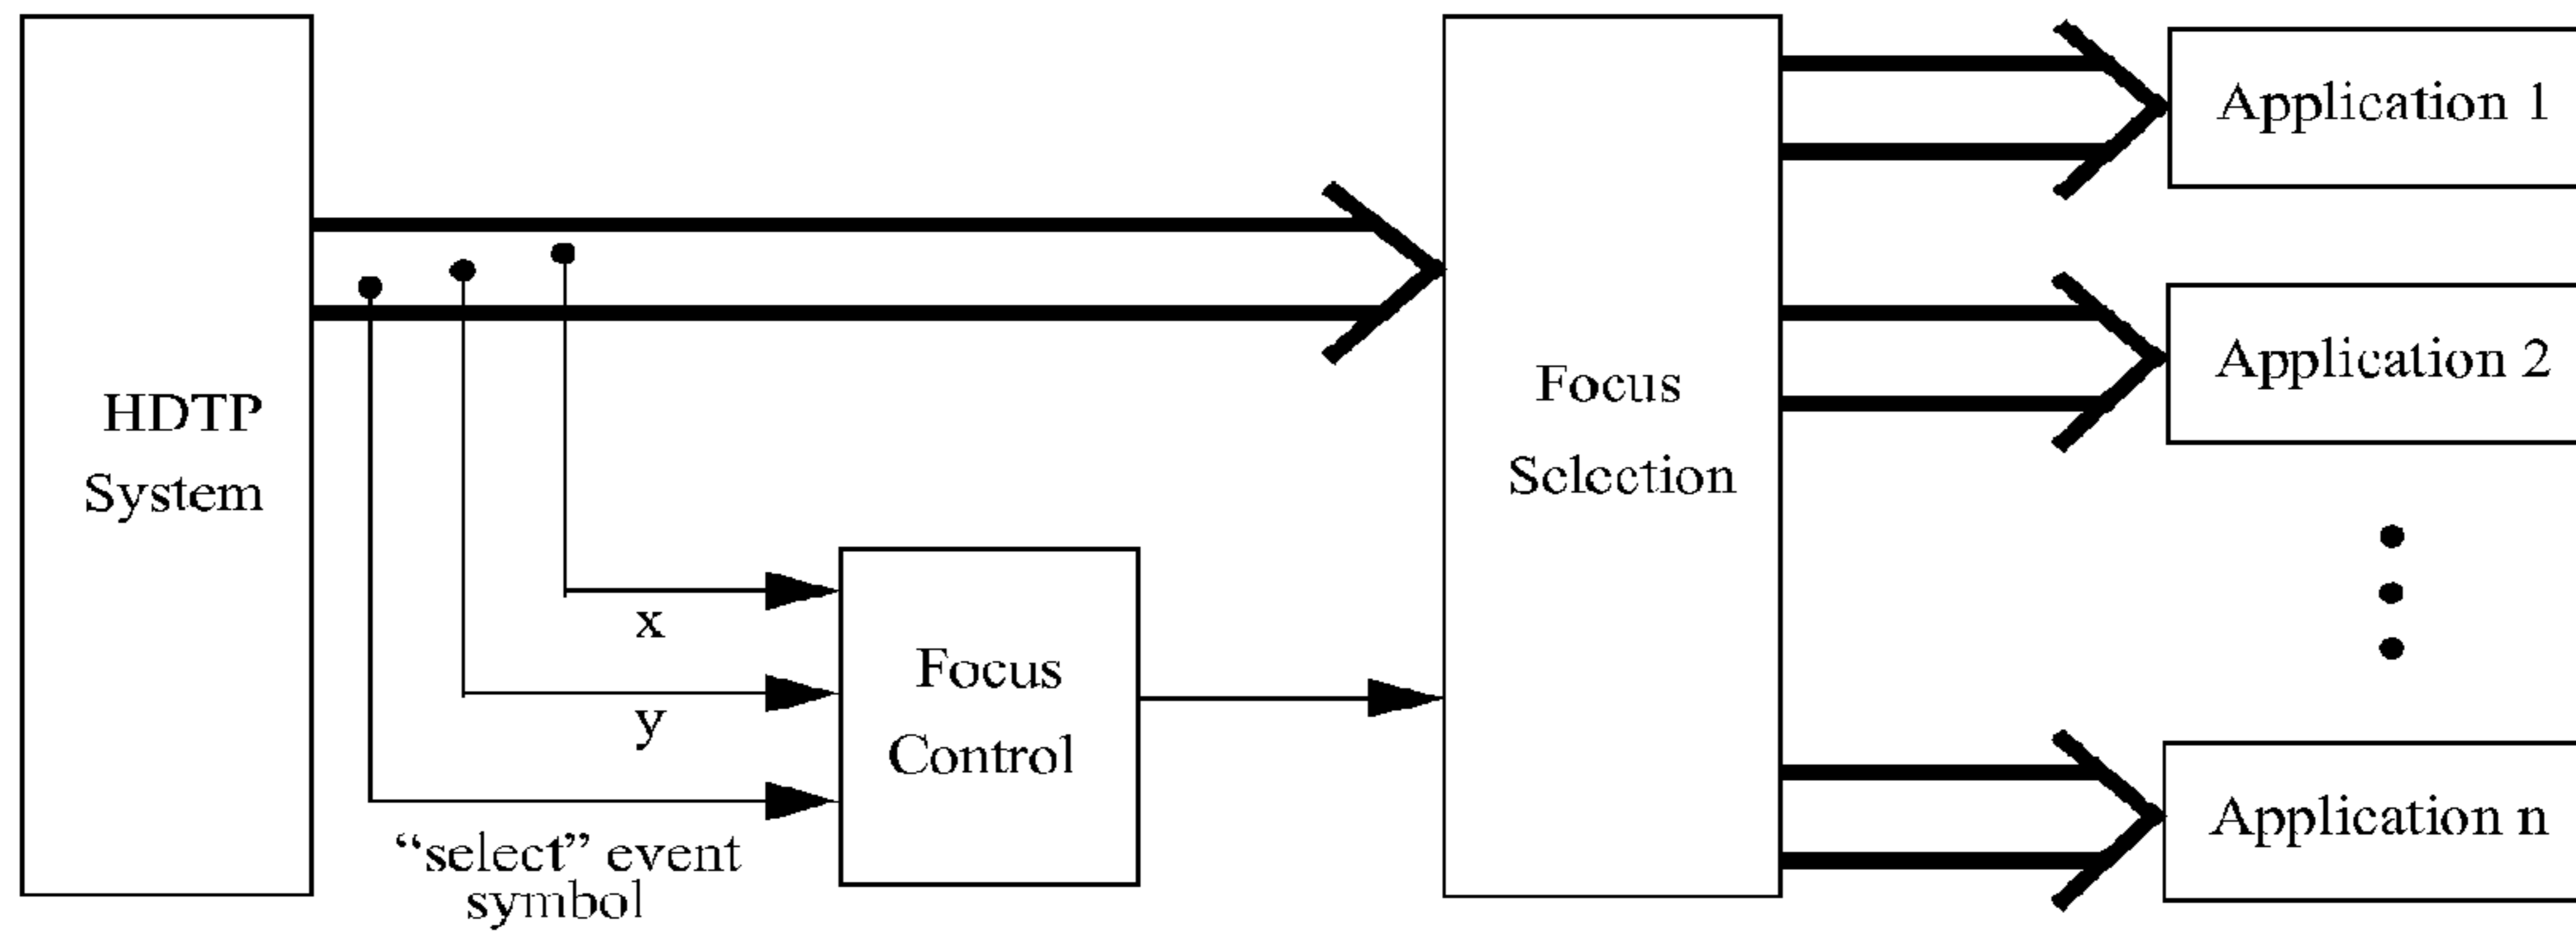 HDTP
System
x
y
“select” event
symbol
Focus
Control
Focus
Selection
Application 1
Application 2
Application n